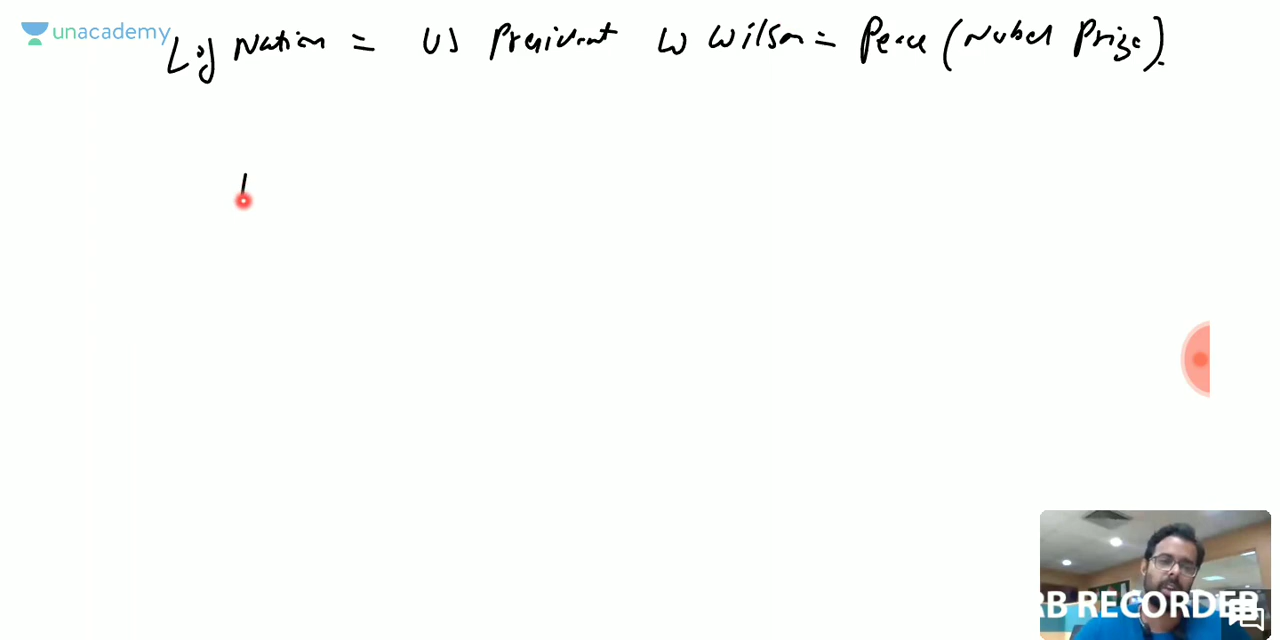 unacademy
L of Nation = US President W Wilson = Peace (Nobel Prize).
RB RECORDER